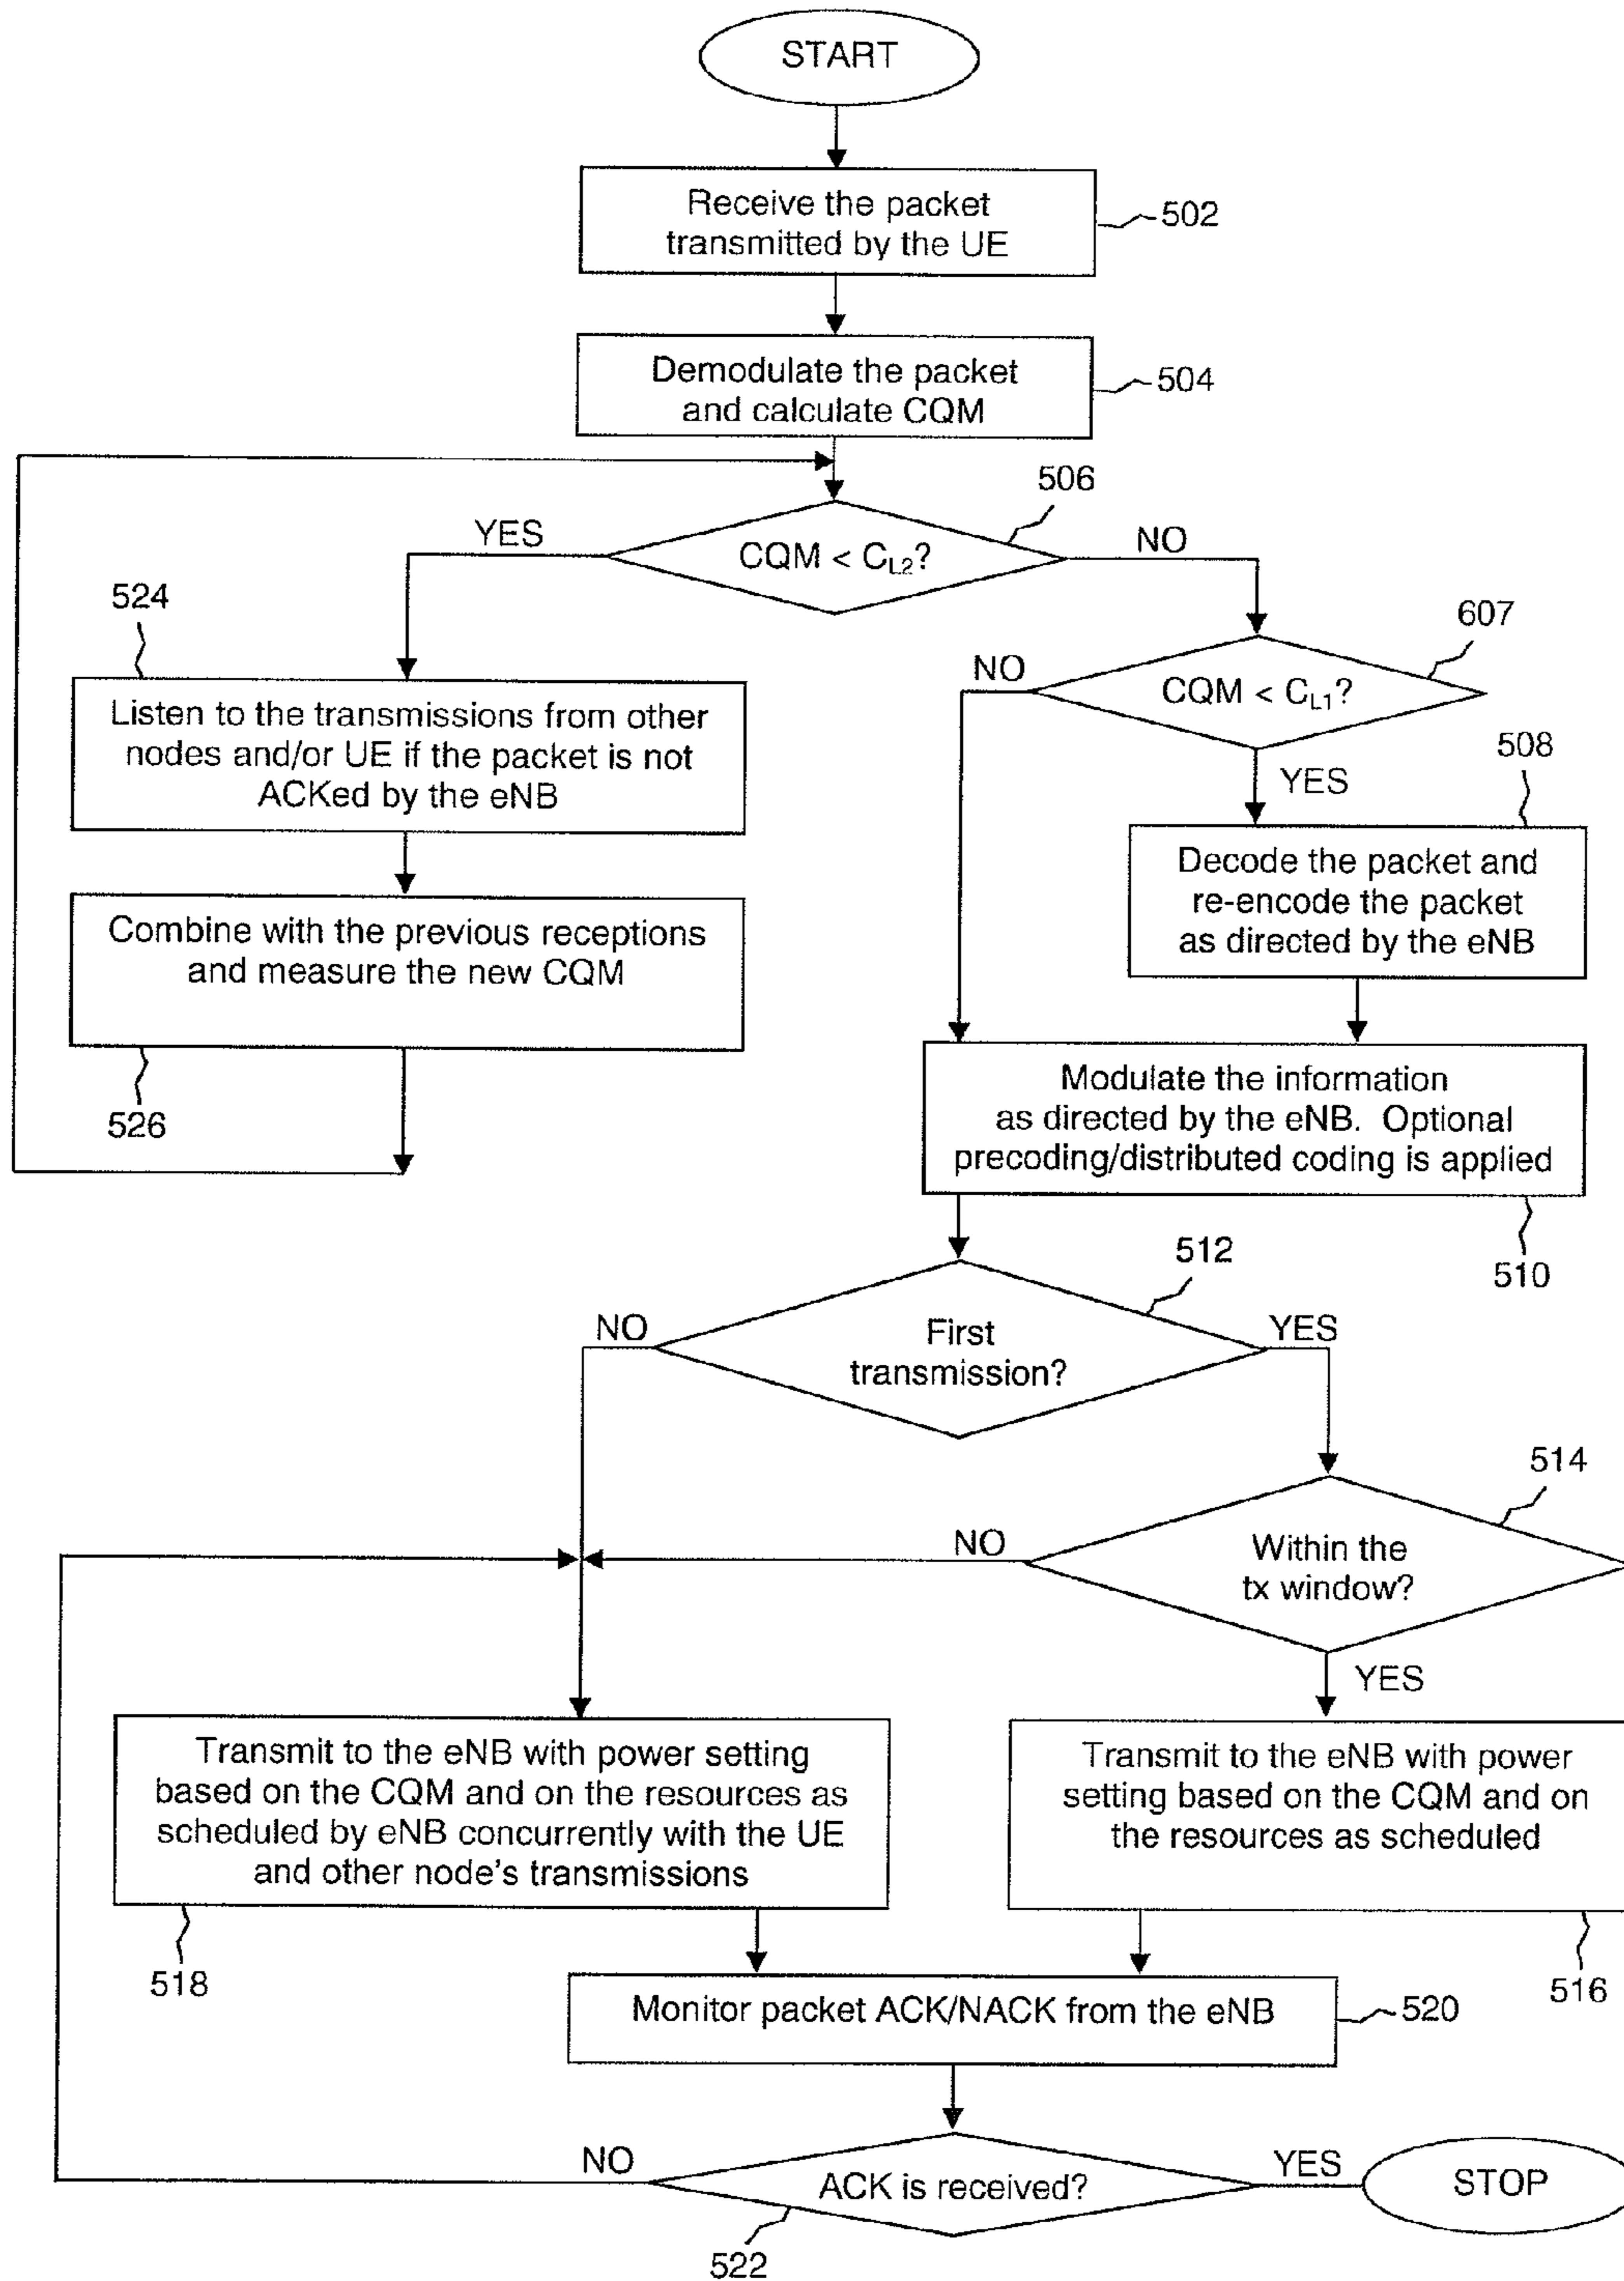 START
Receive the packet
transmitted by the UE
502
Demodulate the packet
and calculate CQM
504
506
YES
CQM < CL2?
NO
524
607
NO
CQM < CL1?
Listen to the transmissions from other
nodes and/or UE if the packet is not
ACKed by the eNB
508
YES
Decode the packet and
re-encode the packet
as directed by the eNB
Combine with the previous receptions
and measure the new CQM
526
Modulate the information
as directed by the eNB. Optional
precoding/distributed coding is applied
510
512
NO
First
transmission?
YES
514
NO
Within the
tx window?
YES
Transmit to the eNB with power setting
based on the CQM and on the resources as
scheduled by eNB concurrently with the UE
and other node's transmissions
518
Transmit to the eNB with power
setting based on the CQM and on
the resources as scheduled
516
Monitor packet ACK/NACK from the eNB
520
NO
ACK is received?
YES
STOP
522